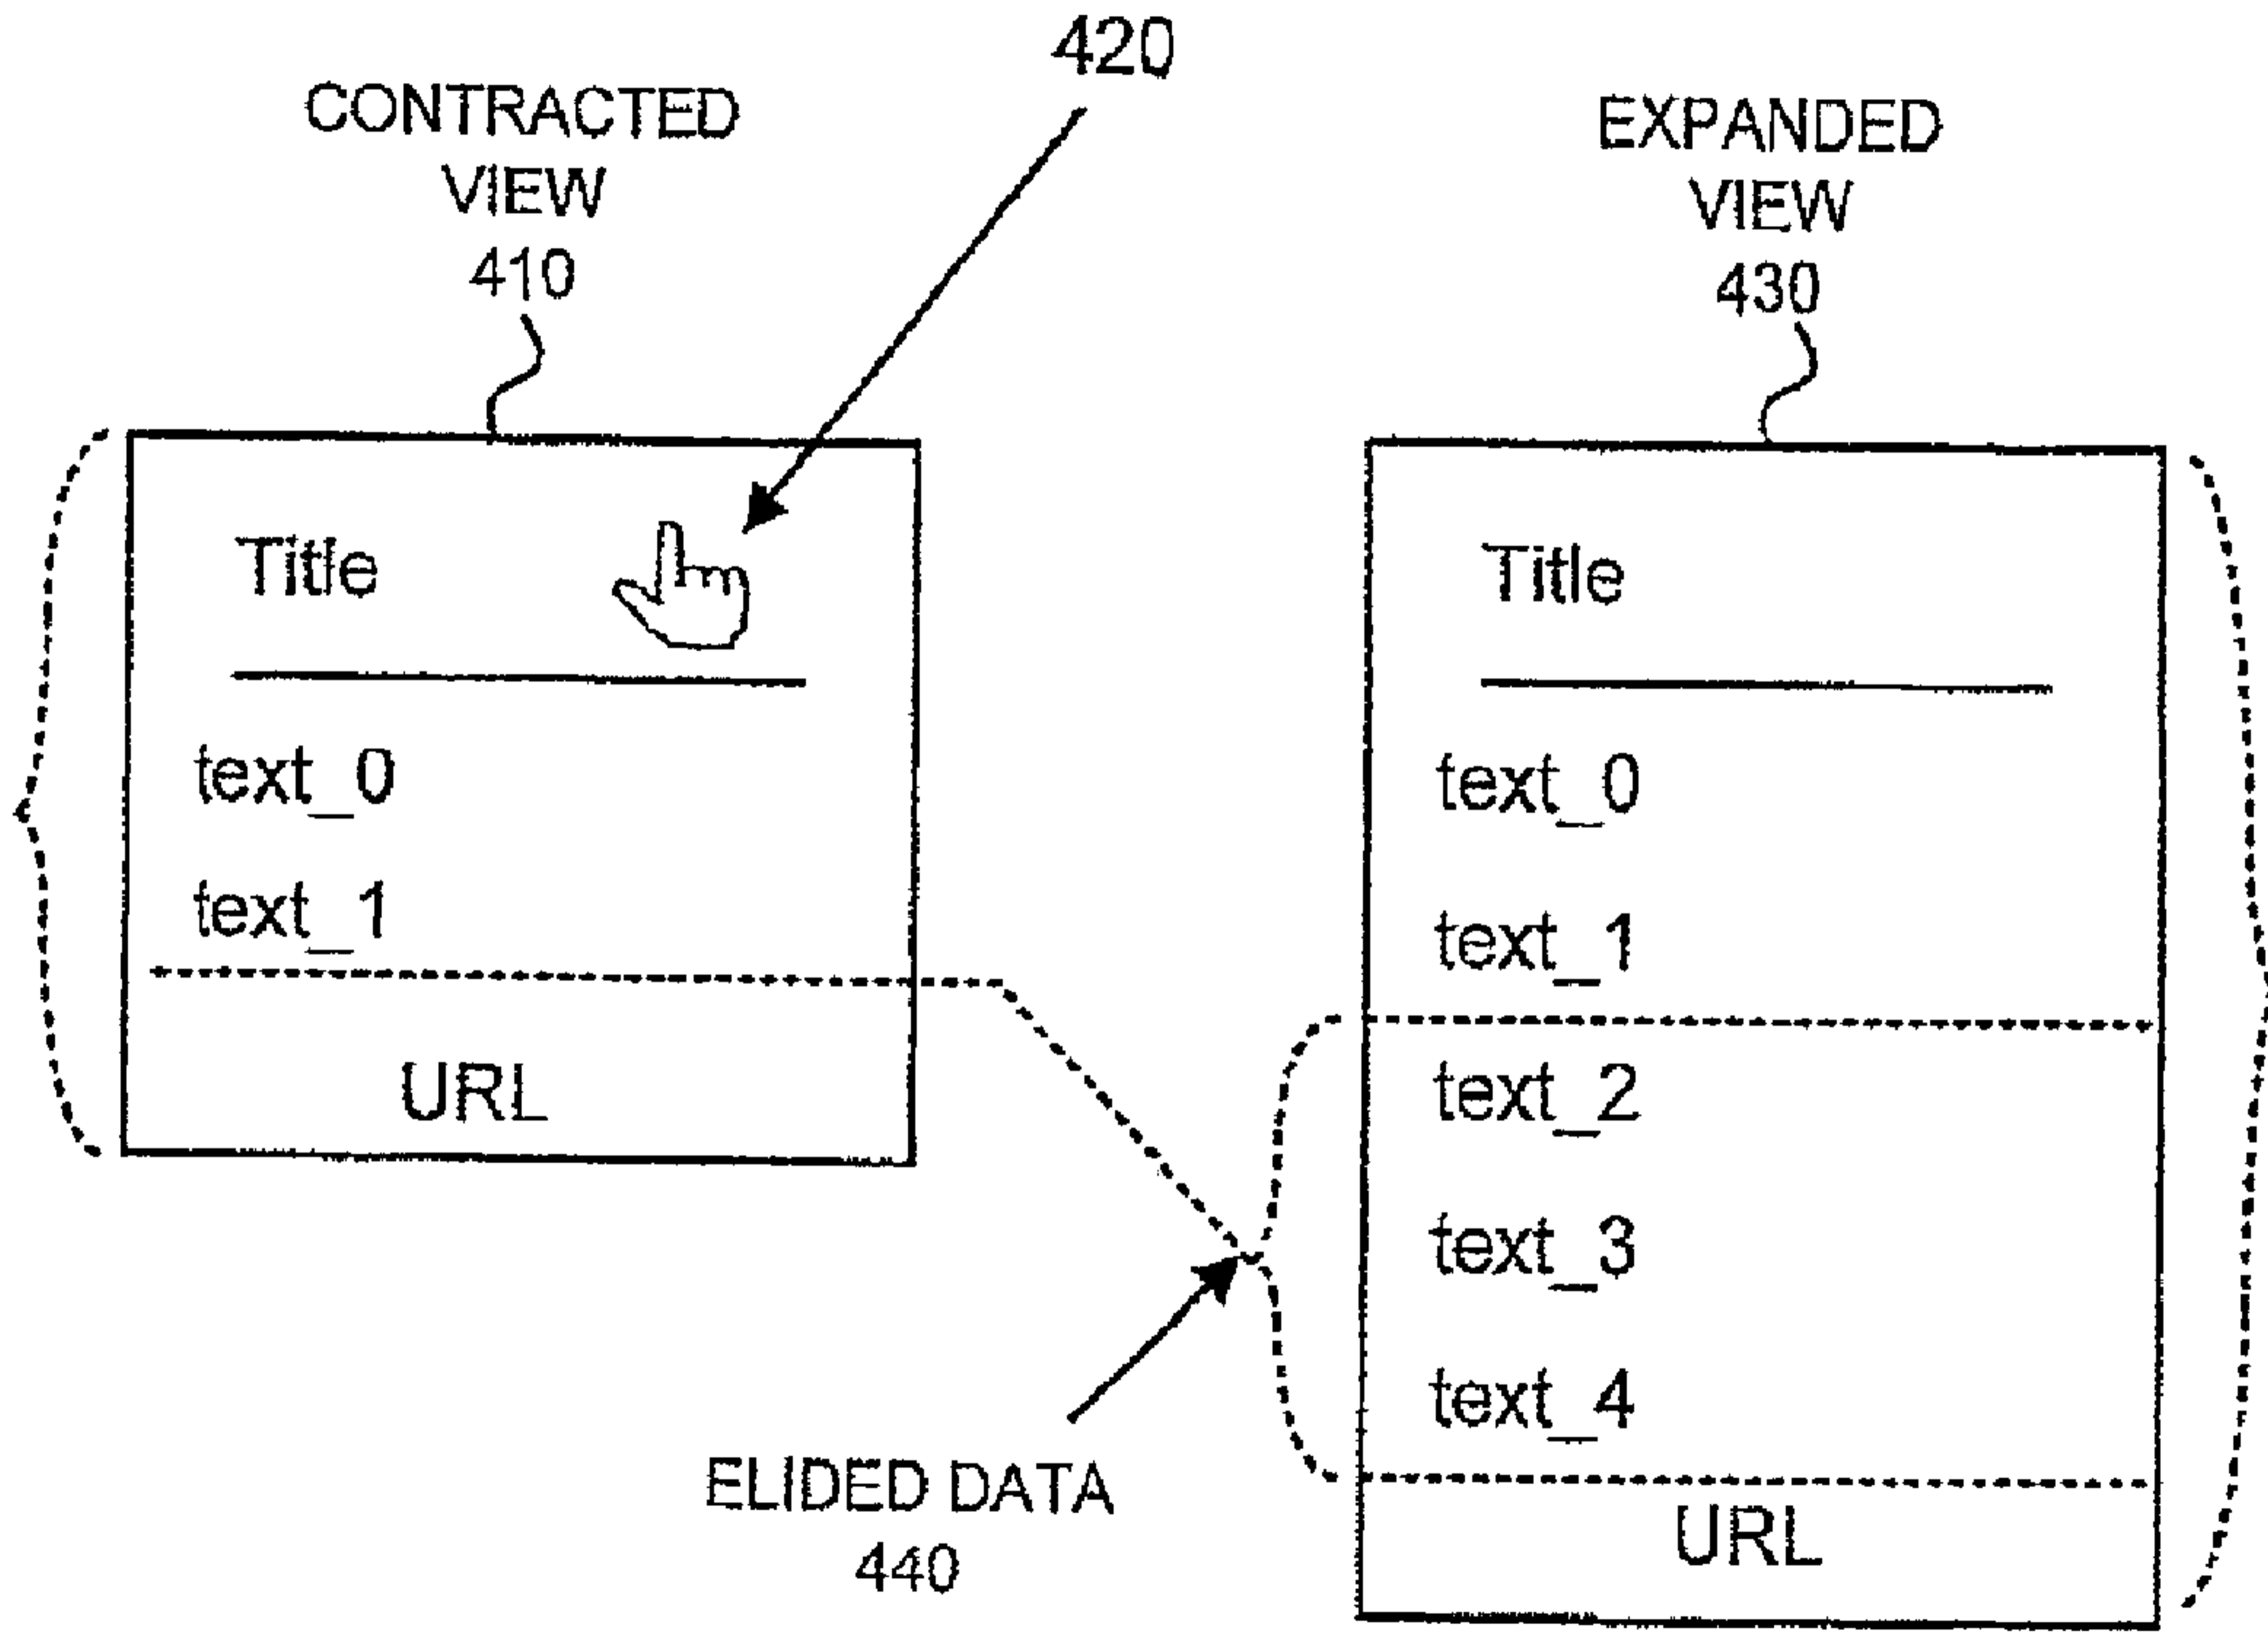 420
CONTRACTED
VIEW
410
EXPANDED
VIEW
430
Title
text_0
text_1
URL
Title
text_0
text_1
text_2
text_3
text_4
URL
ELIDED DATA
440